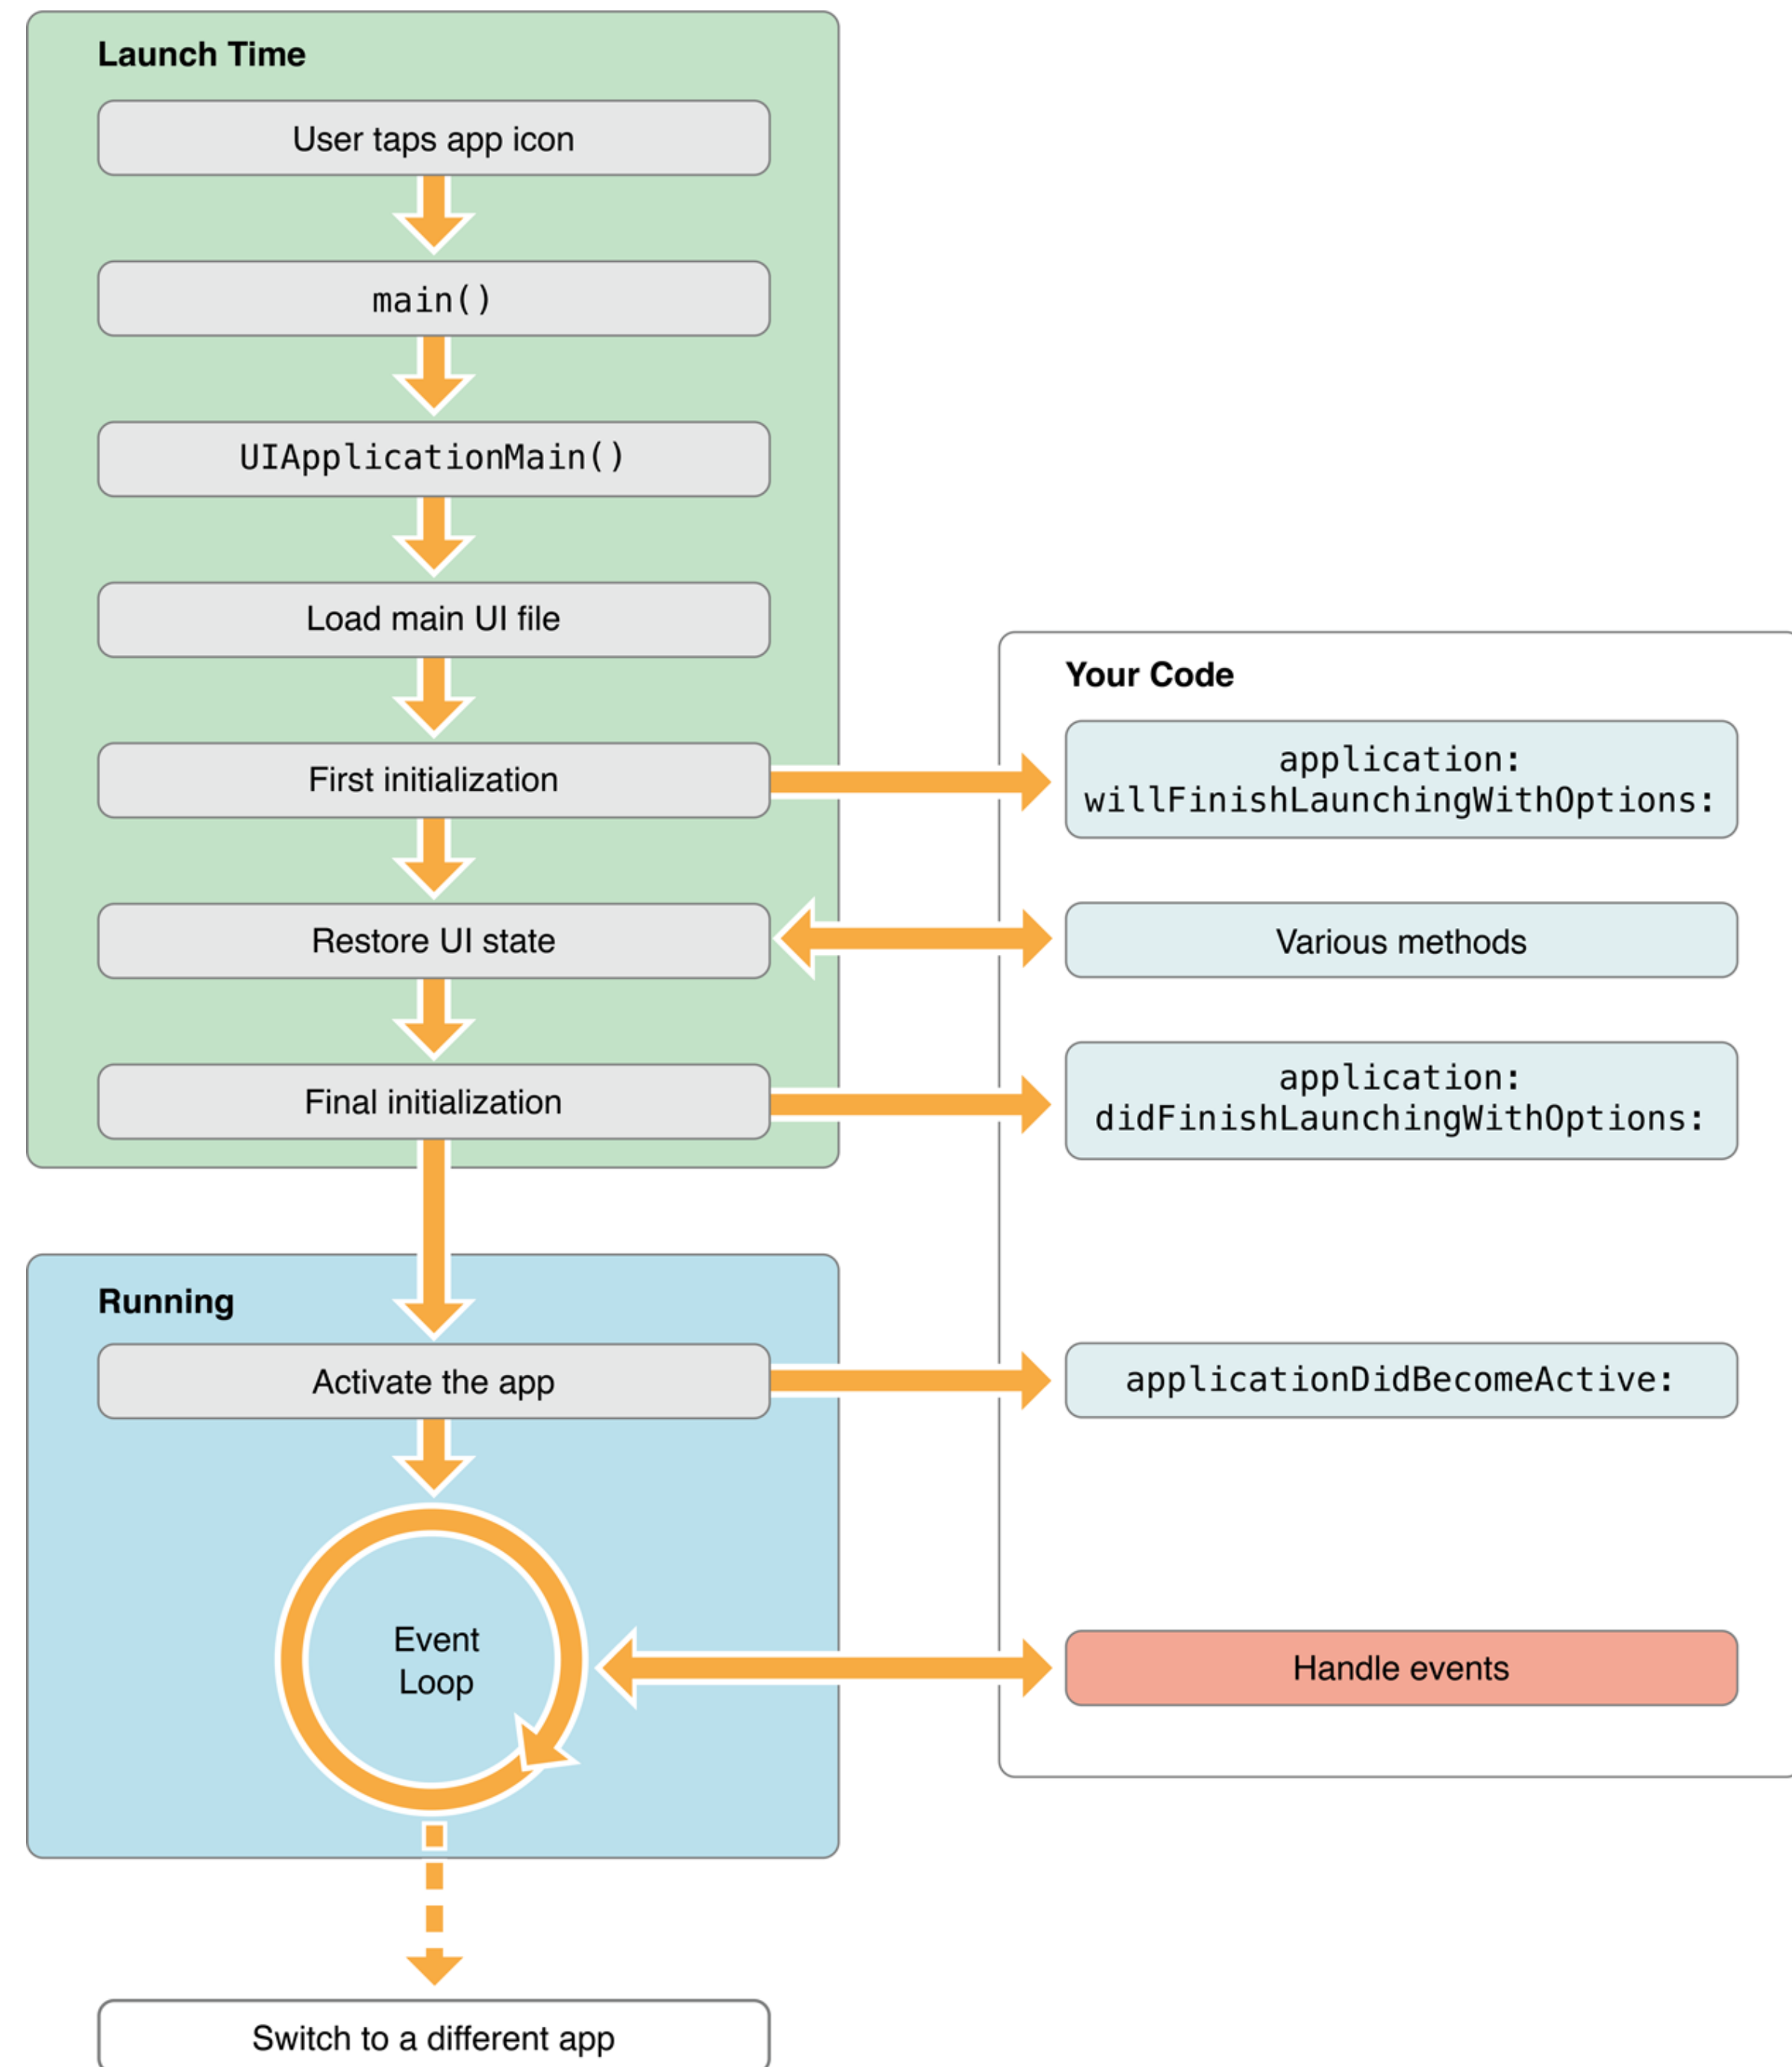 Launch Time
User taps app icon
main()
UIApplicationMain()
Load main UI file
First initialization
Restore UI state
Final initialization
Your Code
application:
willFinishLaunchingWithOptions:
Various methods
application:
didFinishLaunchingWithOptions:
Running
Activate the app
applicationDidBecomeActive:
Event
Loop
Handle events
Switch to a different app